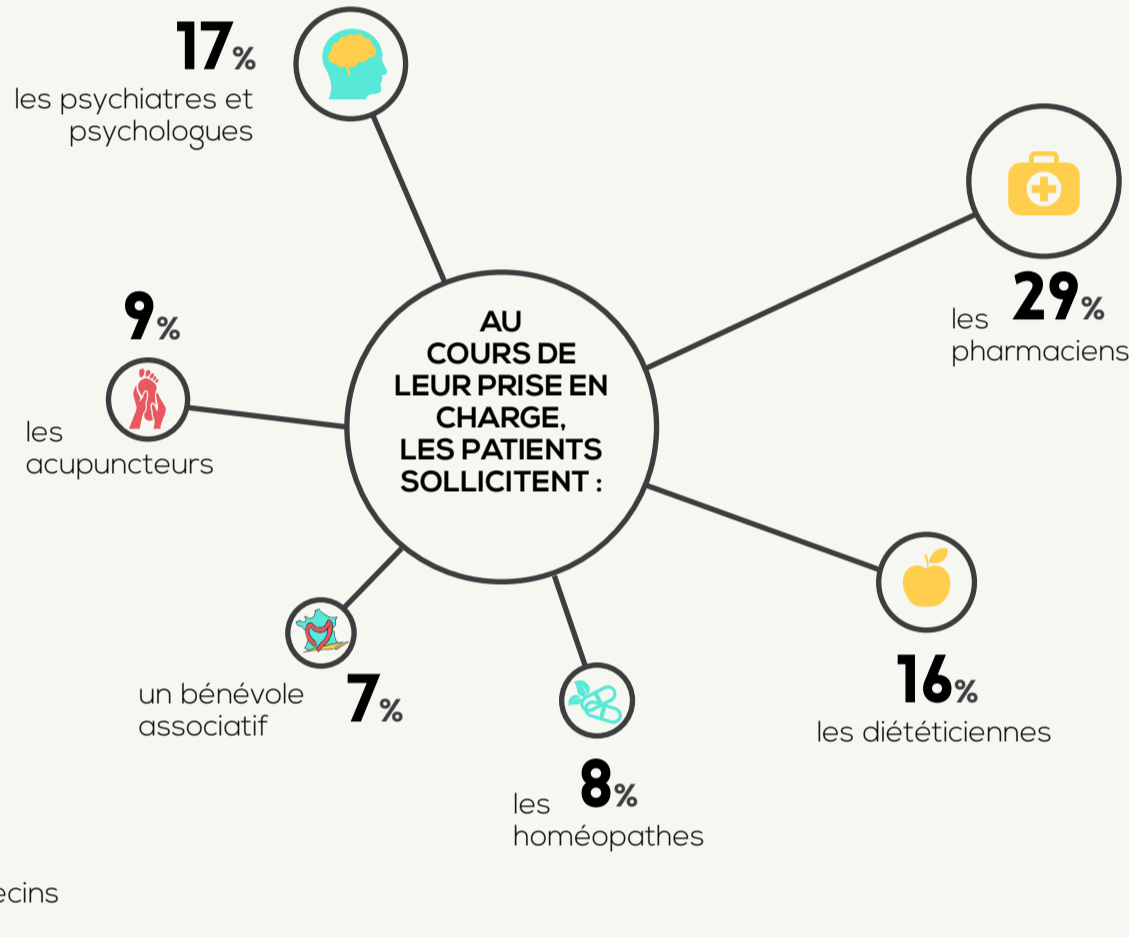 17%
les psychiatres et
psychologues
9%
les
acupuncteurs
AU
COURS DE
LEUR PRISE EN
CHARGE,
LES PATIENTS
SOLLICITENT :
les 29%
pharmaciens
un bénévole 7%
associatif
16%
les diététiciennes
les 8%
homéopathes
ecins